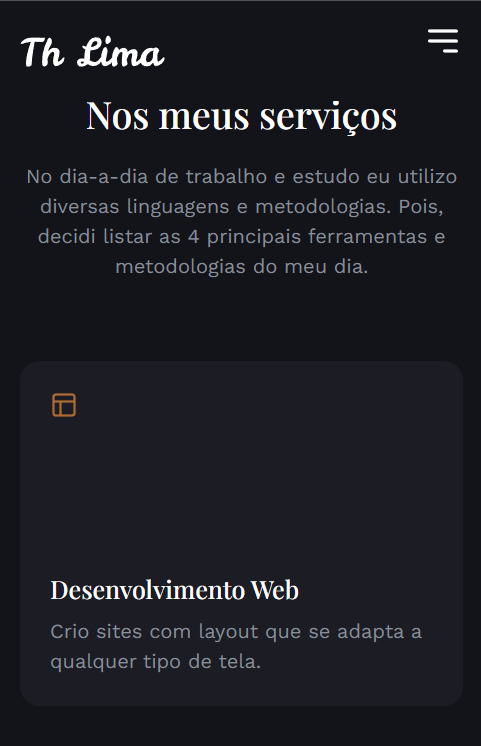 Th Lima
Nos meus serviços
No dia-a-dia de trabalho e estudo eu utilizo
diversas linguagens e metodologias. Pois,
decidi listar as 4 principais ferramentas e
metodologias do meu dia.
Desenvolvimento Web
Crio sites com layout que se adapta a
qualquer tipo de tela.